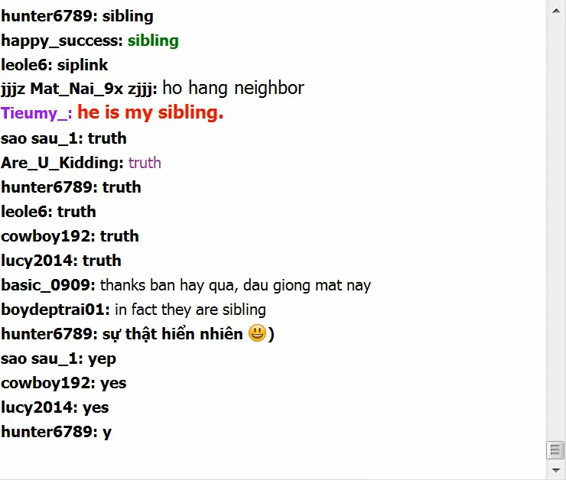 hunter6789: sibling
happy_success: sibling
leole6: siplink
jjjz Mat_Nai_9x zjjj: ho hang neighbor
Tieumy_: he is my sibling.
sao sau_1: truth
Are_U_Kidding: truth
hunter6789: truth
leole6: truth
cowboy192: truth
lucy2014: truth
basic_0909: thanks ban hay qua, dau giong mat nay
boydeptrai01: in fact they are sibling
hunter6789: sự thật hiển nhiên 😃)
sao sau_1: yep
cowboy192: yes
lucy2014: yes
hunter6789: y